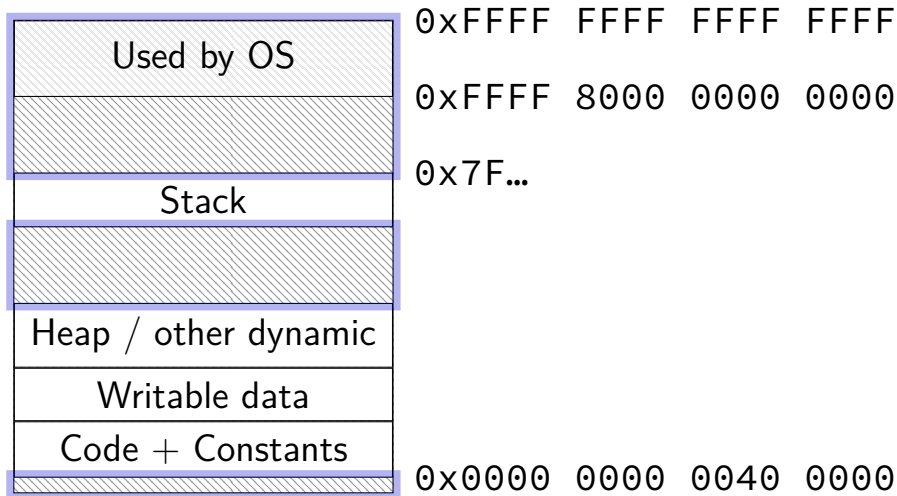 0xFFFF FFFF FFFF FFFF
Used by OS
0xFFFF 8000 0000 0000
0x7F…
Stack
Heap / other dynamic
Writable data
Code + Constants
0x0000 0000 0040 0000